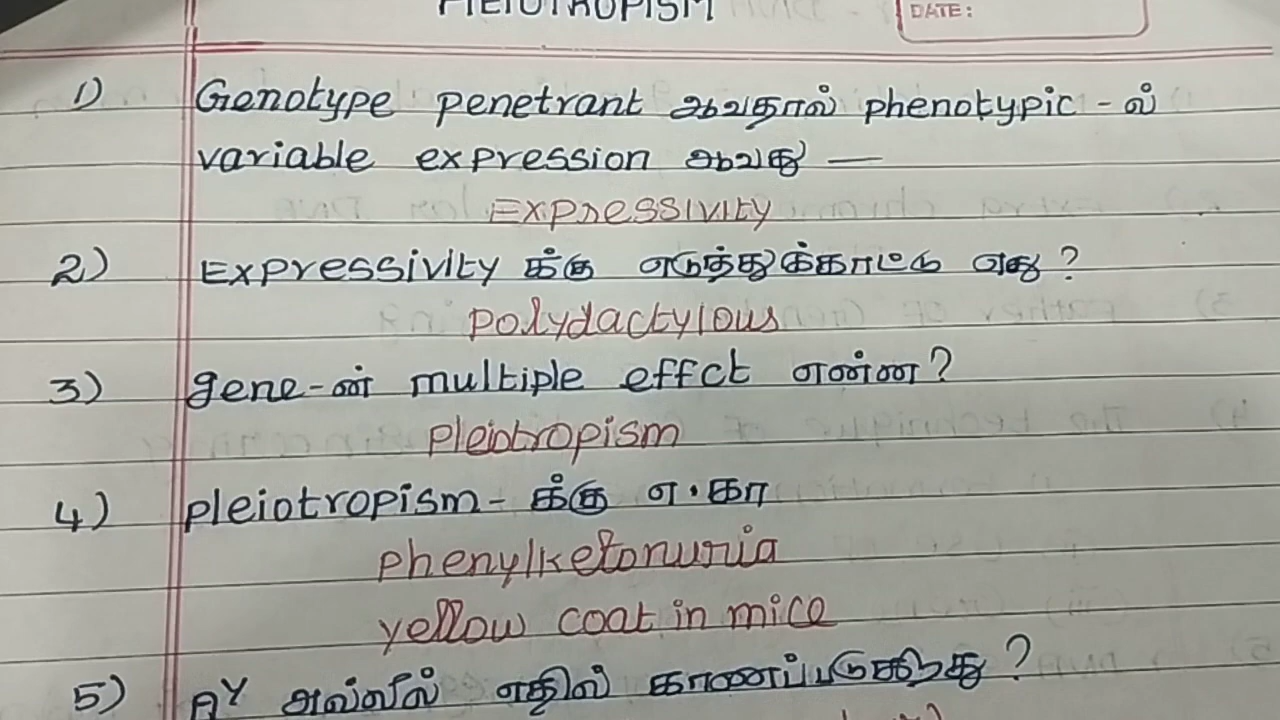 PLEIOTROPISM
DATE:
1) Genotype penetrant ஆவதால் phenotypic - ல்
variable expression ஆவது —
Expressivity
2) Expressivity க்கு எடுத்துக்காட்டு எது?
polydactylous
3) gene-ன் multiple effct என்ன?
pleiotropism
4) pleiotropism- க்கு எ.கா
phenylketonuria
yellow coat in mice
5) Aʸ அல்லீல் எதில் காணப்படுகிறது?